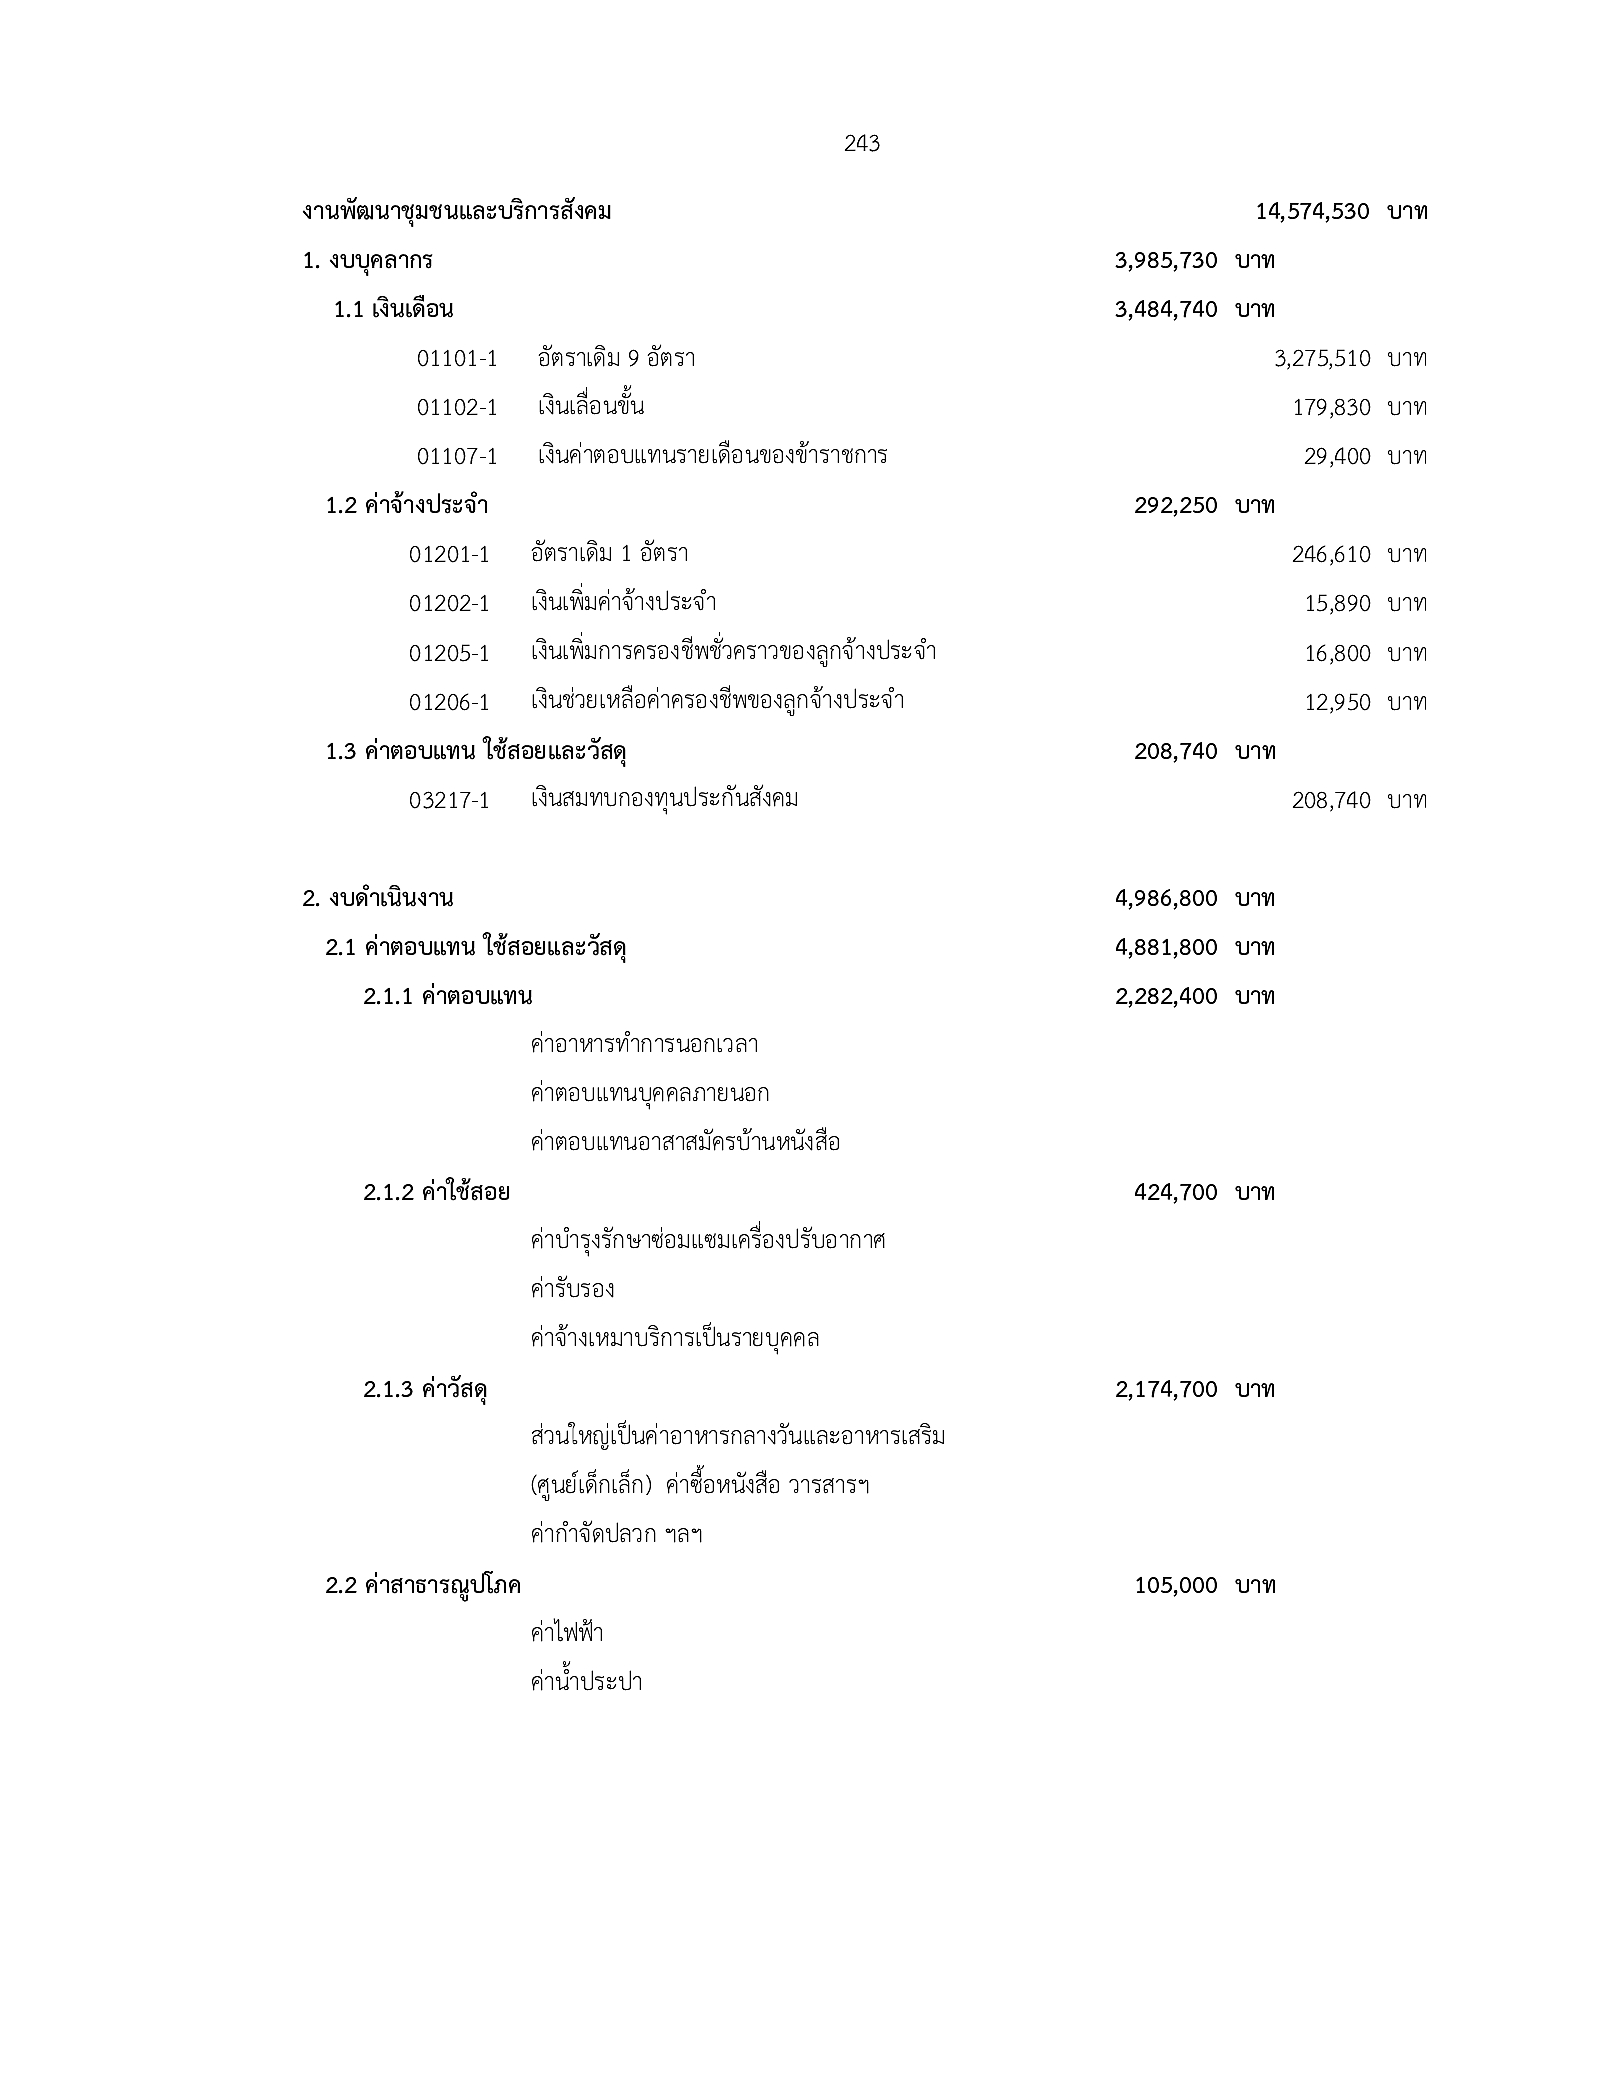 243
งานพัฒนาชุมชนและบริการสังคม 14,574,530 บาท
1. งบบุคลากร 3,985,730 บาท
1.1 เงินเดือน 3,484,740 บาท
01101-1 อัตราเดิม 9 อัตรา 3,275,510 บาท
01102-1 เงินเลื่อนขั้น 179,830 บาท
01107-1 เงินค่าตอบแทนรายเดือนของข้าราชการ 29,400 บาท
1.2 ค่าจ้างประจำ 292,250 บาท
01201-1 อัตราเดิม 1 อัตรา 246,610 บาท
01202-1 เงินเพิ่มค่าจ้างประจำ 15,890 บาท
01205-1 เงินเพิ่มการครองชีพชั่วคราวของลูกจ้างประจำ 16,800 บาท
01206-1 เงินช่วยเหลือค่าครองชีพของลูกจ้างประจำ 12,950 บาท
1.3 ค่าตอบแทน ใช้สอยและวัสดุ 208,740 บาท
03217-1 เงินสมทบกองทุนประกันสังคม 208,740 บาท
2. งบดำเนินงาน 4,986,800 บาท
2.1 ค่าตอบแทน ใช้สอยและวัสดุ 4,881,800 บาท
2.1.1 ค่าตอบแทน 2,282,400 บาท
ค่าอาหารทำการนอกเวลา
ค่าตอบแทนบุคคลภายนอก
ค่าตอบแทนอาสาสมัครบ้านหนังสือ
2.1.2 ค่าใช้สอย 424,700 บาท
ค่าบำรุงรักษาซ่อมแซมเครื่องปรับอากาศ
ค่ารับรอง
ค่าจ้างเหมาบริการเป็นรายบุคคล
2.1.3 ค่าวัสดุ 2,174,700 บาท
ส่วนใหญ่เป็นค่าอาหารกลางวันและอาหารเสริม
(ศูนย์เด็กเล็ก) ค่าซื้อหนังสือ วารสารฯ
ค่ากำจัดปลวก ฯลฯ
2.2 ค่าสาธารณูปโภค 105,000 บาท
ค่าไฟฟ้า
ค่าน้ำประปา